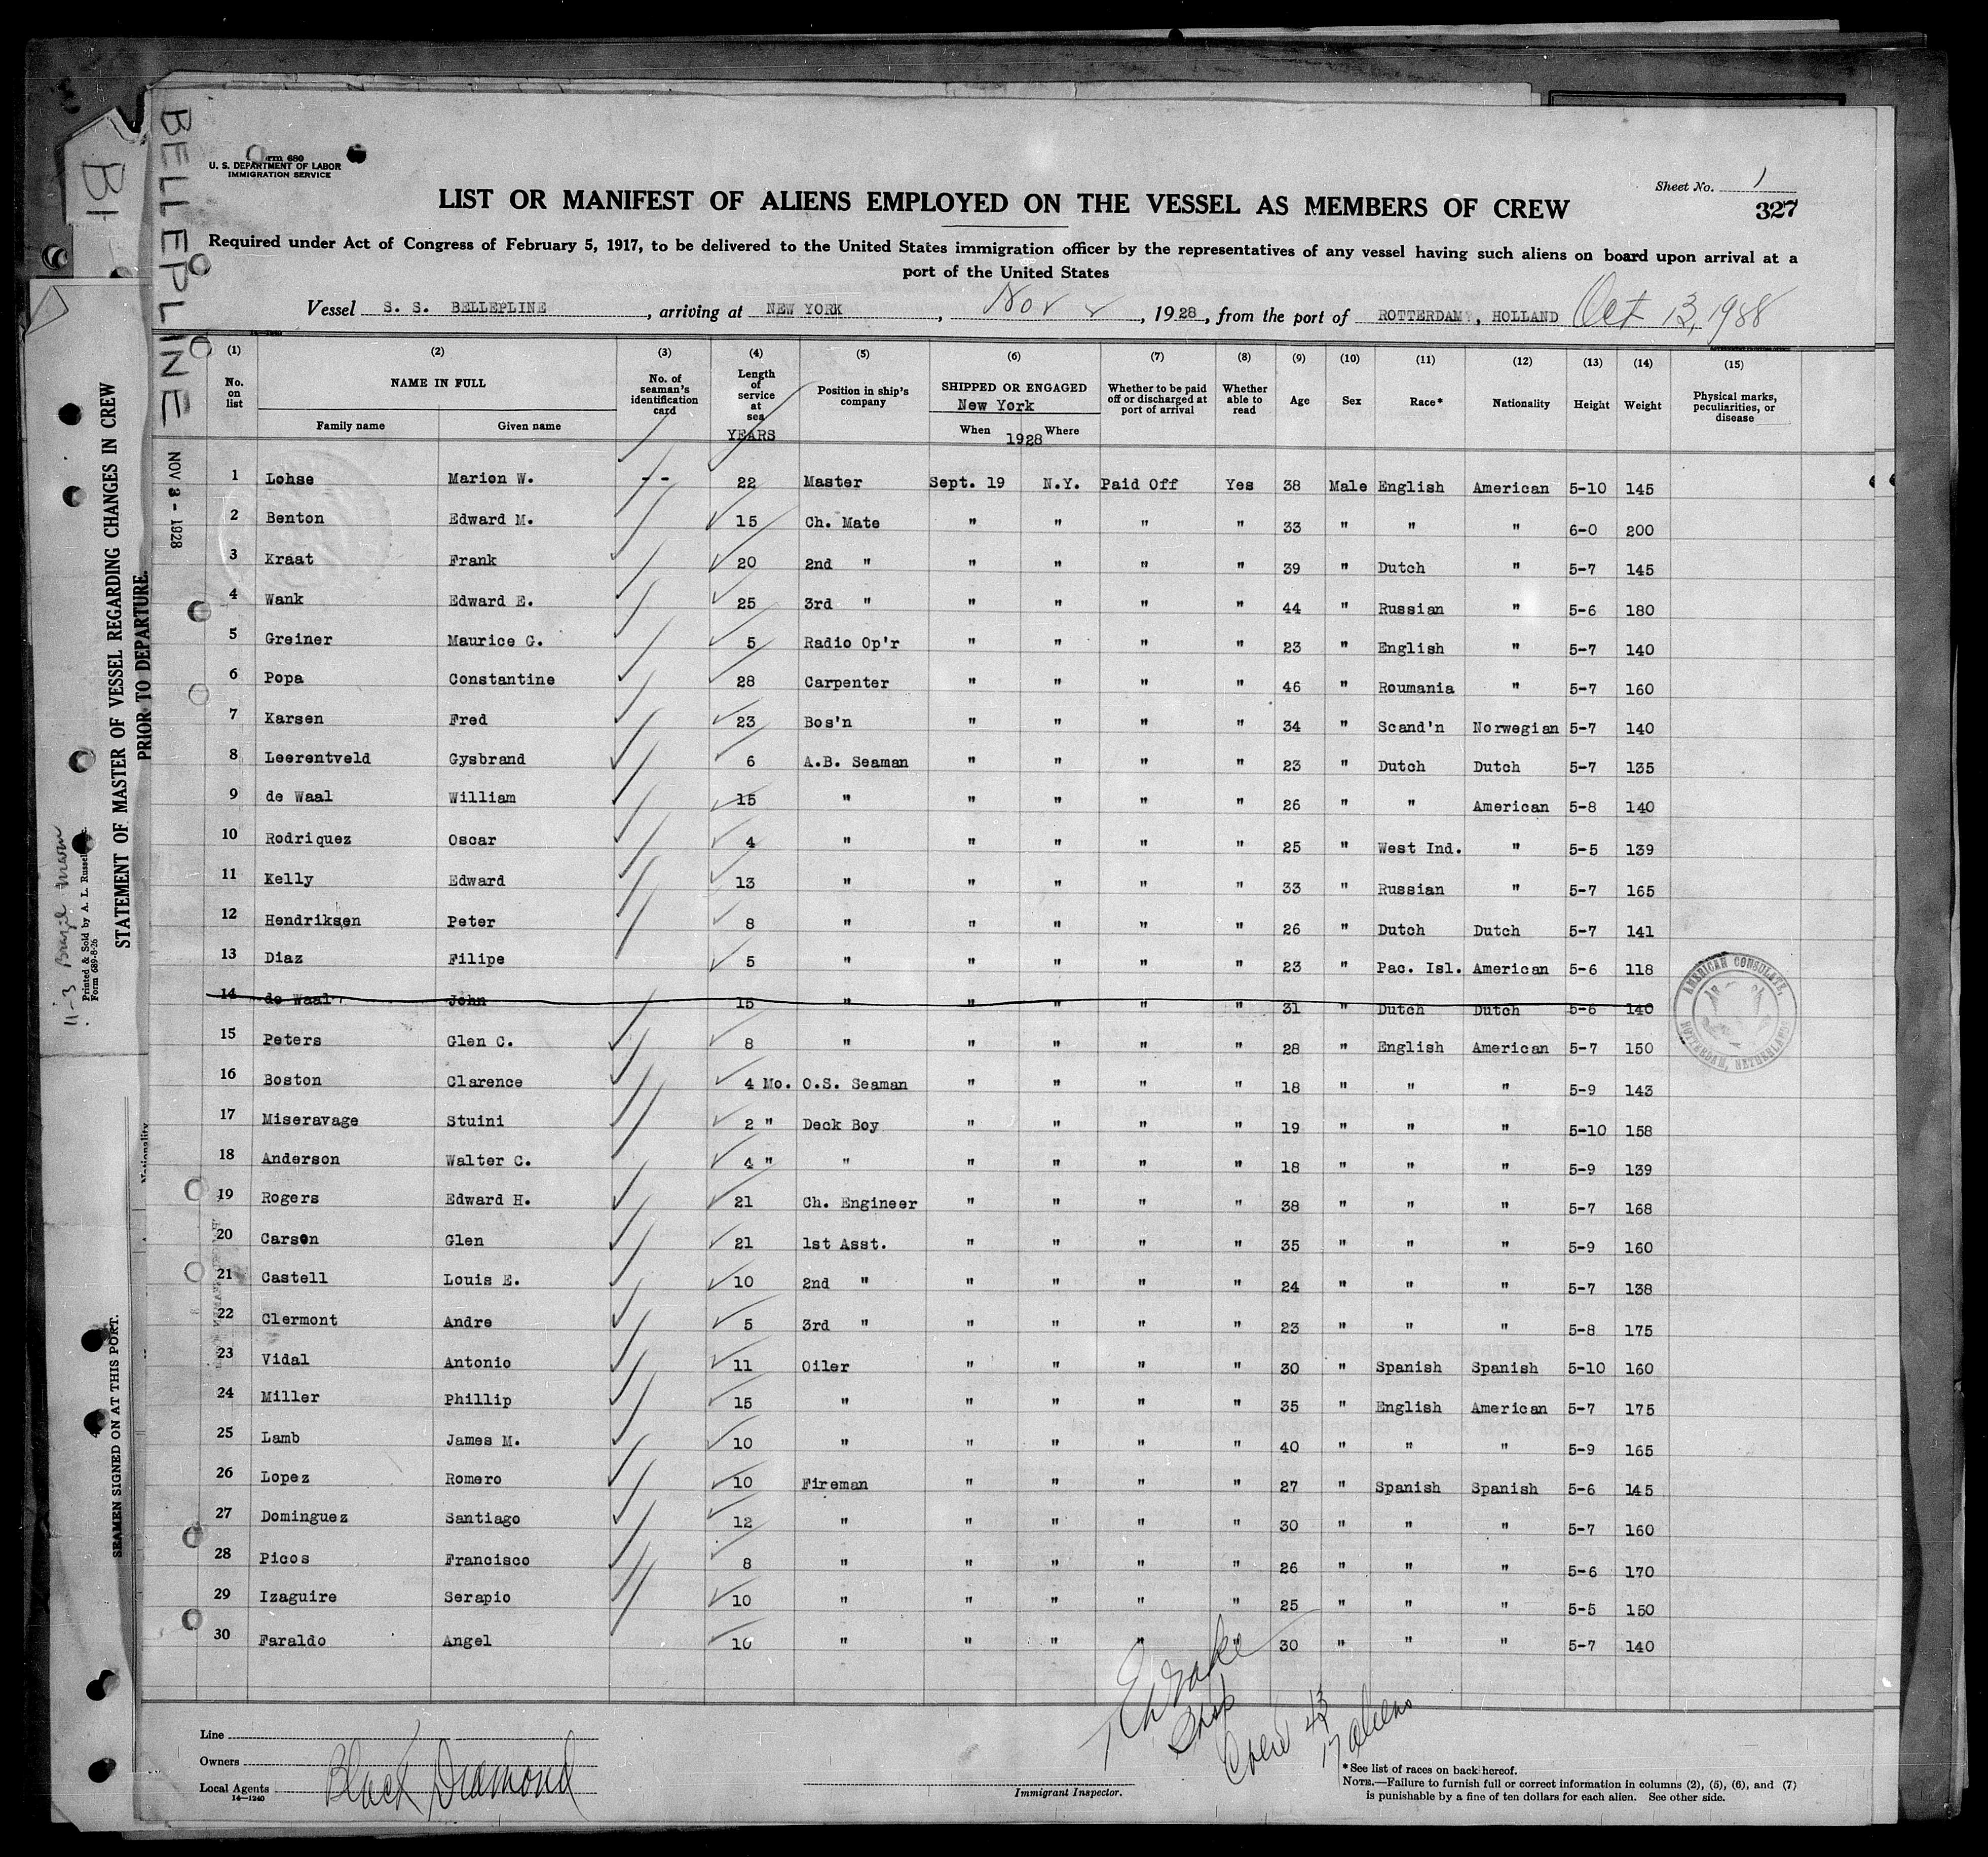 BELLEPLINE
B1
NOV 3 - 1928
STATEMENT OF MASTER OF VESSEL REGARDING CHANGES IN CREW
PRIOR TO DEPARTURE.
Printed & Sold by A. L. Russell
Form 689-8-26
11-3 Brazil
SEAMEN SIGNED ON AT THIS PORT.
Nationality
rm 680
U. S. DEPARTMENT OF LABOR
IMMIGRATION SERVICE
Sheet No. 1
327
LIST OR MANIFEST OF ALIENS EMPLOYED ON THE VESSEL AS MEMBERS OF CREW
Required under Act of Congress of February 5, 1917, to be delivered to the United States immigration officer by the representatives of any vessel having such aliens on board upon arrival at a
port of the United States
Vessel S. S. BELLEPLINE, arriving at NEW YORK, Nov 2, 1928, from the port of ROTTERDAM, HOLLAND Oct 13, 1928
(1) (2) (3) (4) (5) (6) (7) (8) (9) (10) (11) (12) (13) (14) (15)
No. on list NAME IN FULL Family name Given name No. of seaman's identification card Length of service at sea YEARS Position in ship's company SHIPPED OR ENGAGED New York When 1928 Where Whether to be paid off or discharged at port of arrival Whether able to read Age Sex Race* Nationality Height Weight Physical marks, peculiarities, or disease
1 Lohse Marion W. - - 22 Master Sept. 19 N.Y. Paid Off Yes 38 Male English American 5-10 145
2 Benton Edward M. 15 Ch. Mate " " " " 33 " " " 6-0 200
3 Kraat Frank 20 2nd " " " " " 39 " Dutch " 5-7 145
4 Wank Edward E. 25 3rd " " " " " 44 " Russian " 5-6 180
5 Greiner Maurice G. 5 Radio Op'r " " " " 23 " English " 5-7 140
6 Popa Constantine 28 Carpenter " " " " 46 " Roumania " 5-7 160
7 Karsen Fred 23 Bos'n " " " " 34 " Scand'n Norwegian 5-7 140
8 Leerentveld Gysbrand 6 A.B. Seaman " " " " 23 " Dutch Dutch 5-7 135
9 de Waal William 15 " " " " " 26 " " American 5-8 140
10 Rodriquez Oscar 4 " " " " " 25 " West Ind. " 5-5 139
11 Kelly Edward 13 " " " " " 33 " Russian " 5-7 165
12 Hendriksen Peter 8 " " " " " 26 " Dutch Dutch 5-7 141
13 Diaz Filipe 5 " " " " " 23 " Pac. Isl. American 5-6 118
14 de Waal John 15 " " " " " 31 " Dutch Dutch 5-6 140
15 Peters Glen C. 8 " " " " " 28 " English American 5-7 150
16 Boston Clarence 4 Mo. O.S. Seaman " " " " 18 " " " 5-9 143
17 Miseravage Stuini 2 " Deck Boy " " " " 19 " " " 5-10 158
18 Anderson Walter C. 4 " " " " " " 18 " " " 5-9 139
19 Rogers Edward H. 21 Ch. Engineer " " " " 38 " " " 5-7 168
20 Carson Glen 21 1st Asst. " " " " 35 " " " 5-9 160
21 Castell Louis E. 10 2nd " " " " " 24 " " " 5-7 138
22 Clermont Andre 5 3rd " " " " " 23 " " " 5-8 175
23 Vidal Antonio 11 Oiler " " " " 30 " Spanish Spanish 5-10 160
24 Miller Phillip 15 " " " " " 35 " English American 5-7 175
25 Lamb James M. 10 " " " " " 40 " " " 5-9 165
26 Lopez Romero 10 Fireman " " " " 27 " Spanish Spanish 5-6 145
27 Dominguez Santiago 12 " " " " " 30 " " " 5-7 160
28 Picos Francisco 8 " " " " " 26 " " " 5-6 170
29 Izaguire Serapio 10 " " " " " 25 " " " 5-5 150
30 Faraldo Angel 10 " " " " " 30 " " " 5-7 140
AMERICAN CONSULATE, ROTTERDAM, NETHERLANDS
Crew 43
17 aliens
Line
Owners
Local Agents Black Diamond
14—1240
Immigrant Inspector.
*See list of races on back hereof.
NOTE.—Failure to furnish full or correct information in columns (2), (5), (6), and (7)
is punishable by a fine of ten dollars for each alien. See other side.